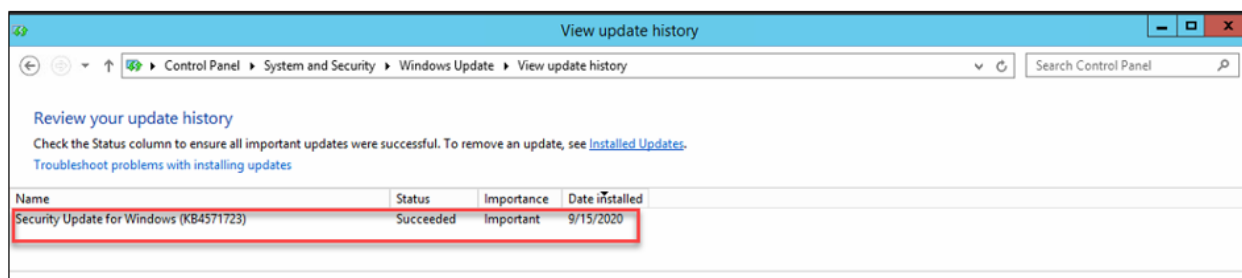 View update history
Control Panel ▸ System and Security ▸ Windows Update ▸ View update history
Search Control Panel
Review your update history
Check the Status column to ensure all important updates were successful. To remove an update, see Installed Updates.
Troubleshoot problems with installing updates
Name Status Importance Date installed
Security Update for Windows (KB4571723) Succeeded Important 9/15/2020